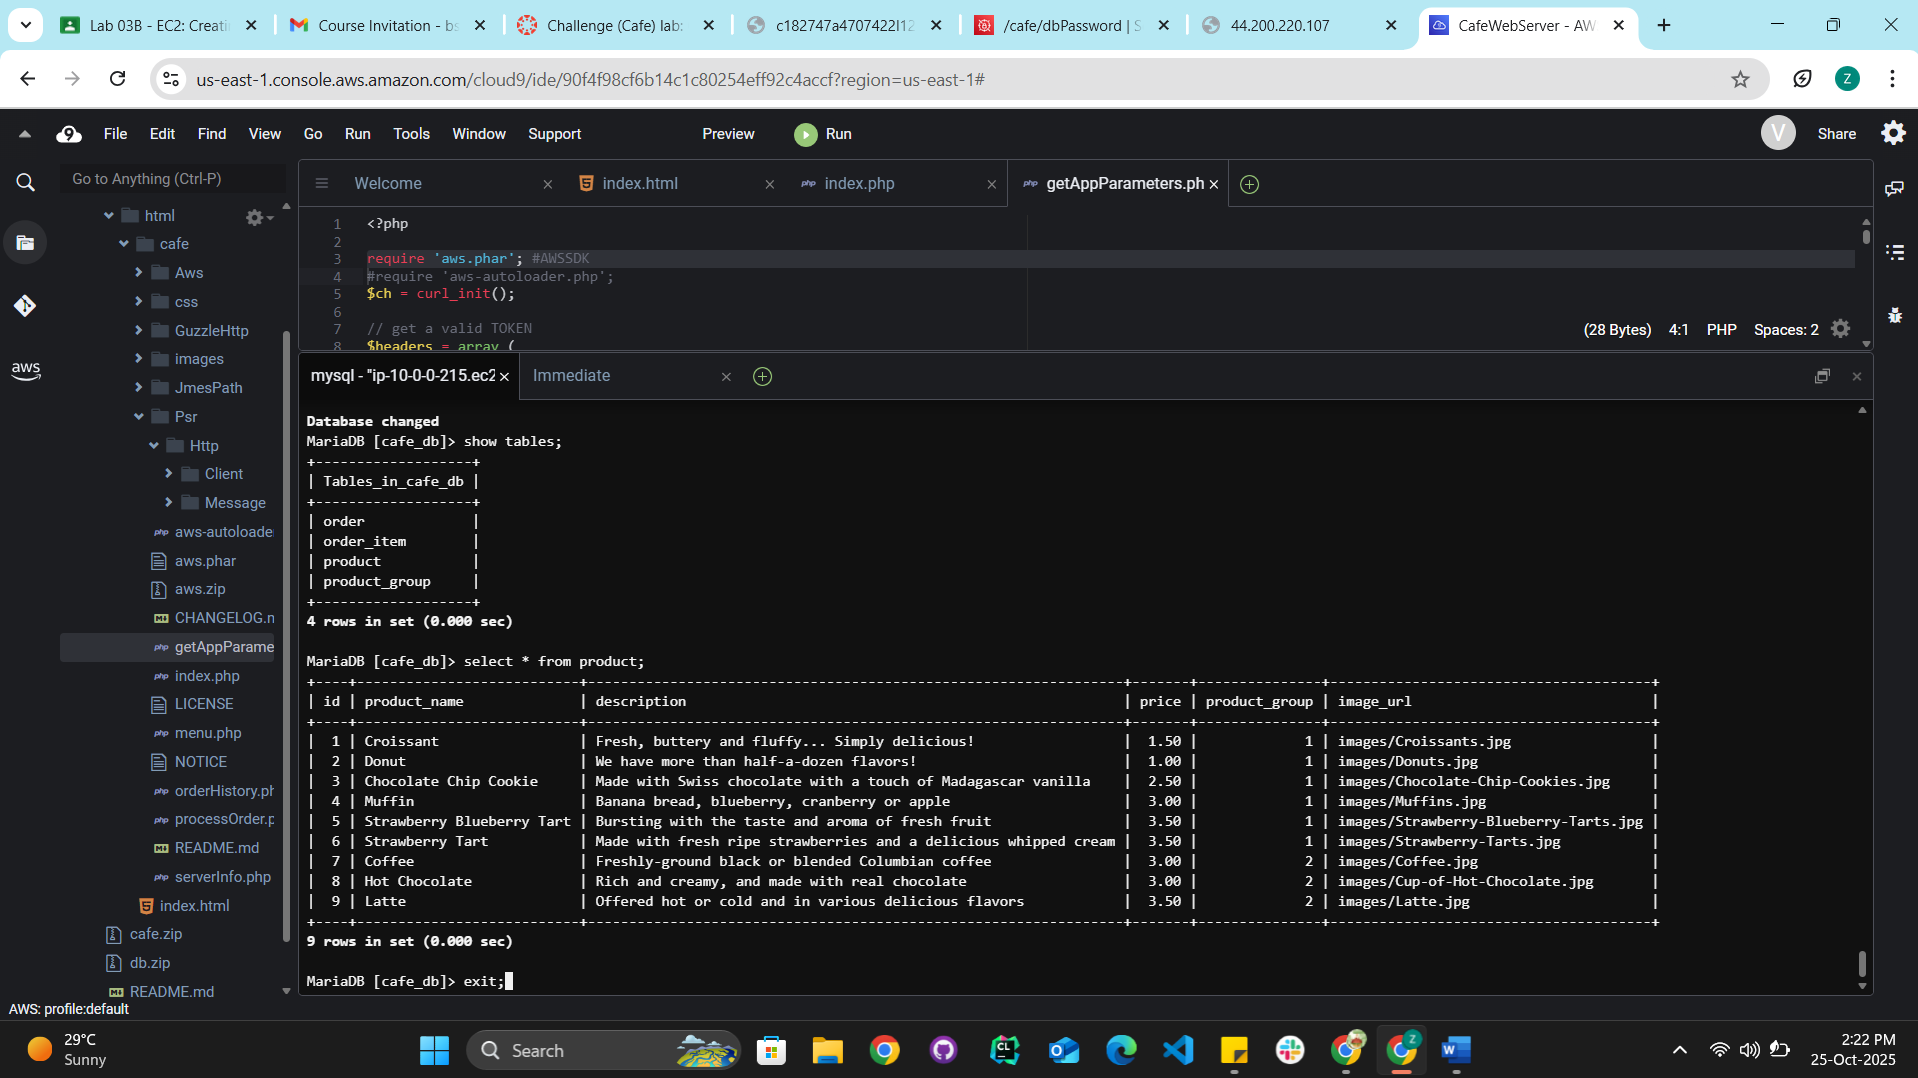 Lab 03B - EC2: Creati
Course Invitation - bs
Challenge (Cafe) lab:
c182747a4707422l12
/cafe/dbPassword | S
44.200.220.107
CafeWebServer - AW
us-east-1.console.aws.amazon.com/cloud9/ide/90f4f98cf6b14c1c80254eff92c4accf?region=us-east-1#
Z
9 File Edit Find View Go Run Tools Window Support Preview Run V Share
Go to Anything (Ctrl-P)
aws
html
cafe
Aws
css
GuzzleHttp
images
JmesPath
Psr
Http
Client
Message
php aws-autoloade
aws.phar
aws.zip
CHANGELOG.m
php getAppParame
php index.php
LICENSE
php menu.php
NOTICE
php orderHistory.ph
php processOrder.p
README.md
php serverInfo.php
index.html
cafe.zip
db.zip
README.md
AWS: profile:default
Welcome
index.html
php index.php
php getAppParameters.ph
1 <?php
2
3 require 'aws.phar'; #AWSSDK
4 #require 'aws-autoloader.php';
5 $ch = curl_init();
6
7 // get a valid TOKEN
8 $headers = array (
(28 Bytes) 4:1 PHP Spaces: 2
mysql - "ip-10-0-0-215.ec2
Immediate
Database changed
MariaDB [cafe_db]> show tables;
+-------------------+
| Tables_in_cafe_db |
+-------------------+
| order             |
| order_item        |
| product           |
| product_group     |
+-------------------+
4 rows in set (0.000 sec)
MariaDB [cafe_db]> select * from product;
+----+---------------------------+-----------------------------------------------------------------+-------+---------------+---------------------------------------+
| id | product_name | description | price | product_group | image_url |
+----+---------------------------+-----------------------------------------------------------------+-------+---------------+---------------------------------------+
| 1 | Croissant | Fresh, buttery and fluffy... Simply delicious! | 1.50 | 1 | images/Croissants.jpg |
| 2 | Donut | We have more than half-a-dozen flavors! | 1.00 | 1 | images/Donuts.jpg |
| 3 | Chocolate Chip Cookie | Made with Swiss chocolate with a touch of Madagascar vanilla | 2.50 | 1 | images/Chocolate-Chip-Cookies.jpg |
| 4 | Muffin | Banana bread, blueberry, cranberry or apple | 3.00 | 1 | images/Muffins.jpg |
| 5 | Strawberry Blueberry Tart | Bursting with the taste and aroma of fresh fruit | 3.50 | 1 | images/Strawberry-Blueberry-Tarts.jpg |
| 6 | Strawberry Tart | Made with fresh ripe strawberries and a delicious whipped cream | 3.50 | 1 | images/Strawberry-Tarts.jpg |
| 7 | Coffee | Freshly-ground black or blended Columbian coffee | 3.00 | 2 | images/Coffee.jpg |
| 8 | Hot Chocolate | Rich and creamy, and made with real chocolate | 3.00 | 2 | images/Cup-of-Hot-Chocolate.jpg |
| 9 | Latte | Offered hot or cold and in various delicious flavors | 3.50 | 2 | images/Latte.jpg |
+----+---------------------------+-----------------------------------------------------------------+-------+---------------+---------------------------------------+
9 rows in set (0.000 sec)
MariaDB [cafe_db]> exit;
29°C
Sunny
Search
2:22 PM
25-Oct-2025